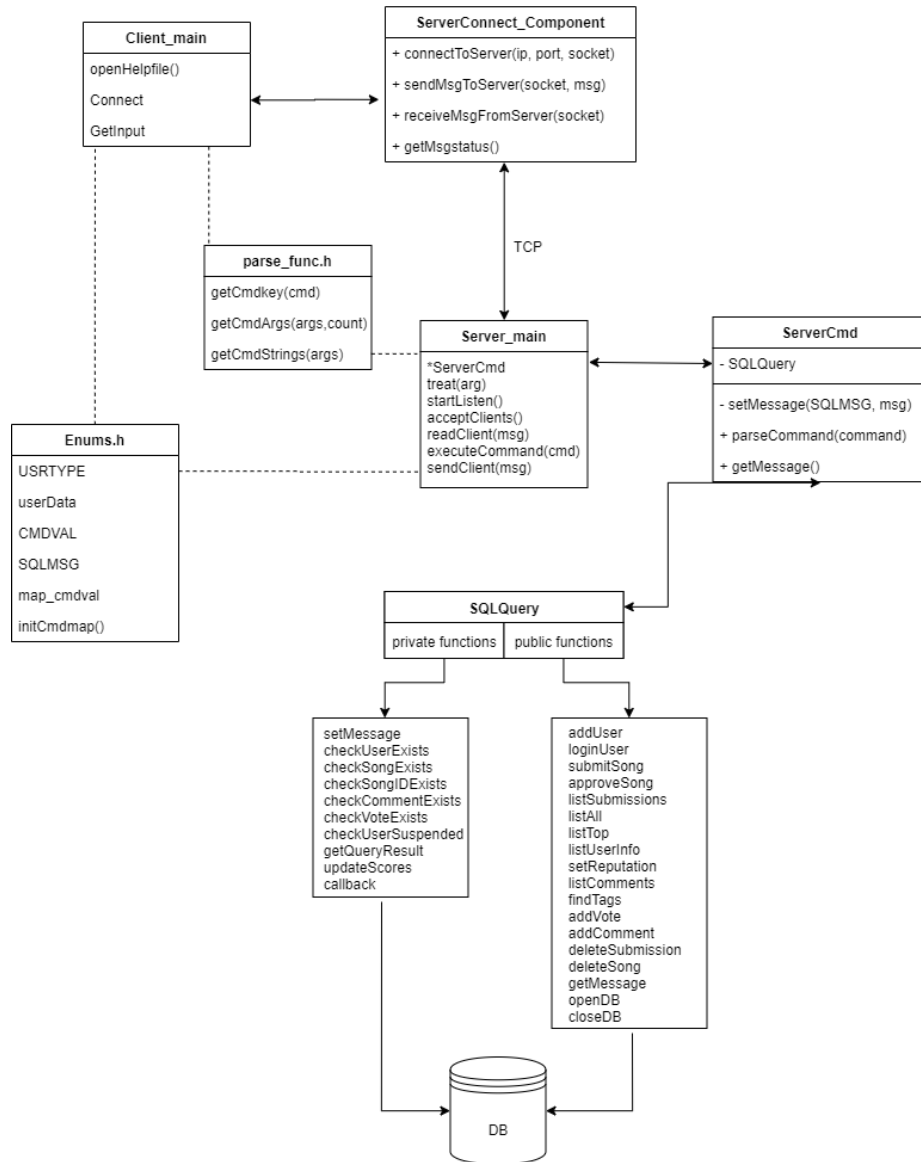 Client_main
openHelpfile()
Connect
GetInput
ServerConnect_Component
+ connectToServer(ip, port, socket)
+ sendMsgToServer(socket, msg)
+ receiveMsgFromServer(socket)
+ getMsgstatus()
TCP
parse_func.h
getCmdkey(cmd)
getCmdArgs(args,count)
getCmdStrings(args)
Server_main
*ServerCmd
treat(arg)
startListen()
acceptClients()
readClient(msg)
executeCommand(cmd)
sendClient(msg)
ServerCmd
- SQLQuery
- setMessage(SQLMSG, msg)
+ parseCommand(command)
+ getMessage()
Enums.h
USRTYPE
userData
CMDVAL
SQLMSG
map_cmdval
initCmdmap()
SQLQuery
private functions
public functions
setMessage
checkUserExists
checkSongExists
checkSongIDExists
checkCommentExists
checkVoteExists
checkUserSuspended
getQueryResult
updateScores
callback
addUser
loginUser
submitSong
approveSong
listSubmissions
listAll
listTop
listUserInfo
setReputation
listComments
findTags
addVote
addComment
deleteSubmission
deleteSong
getMessage
openDB
closeDB
DB